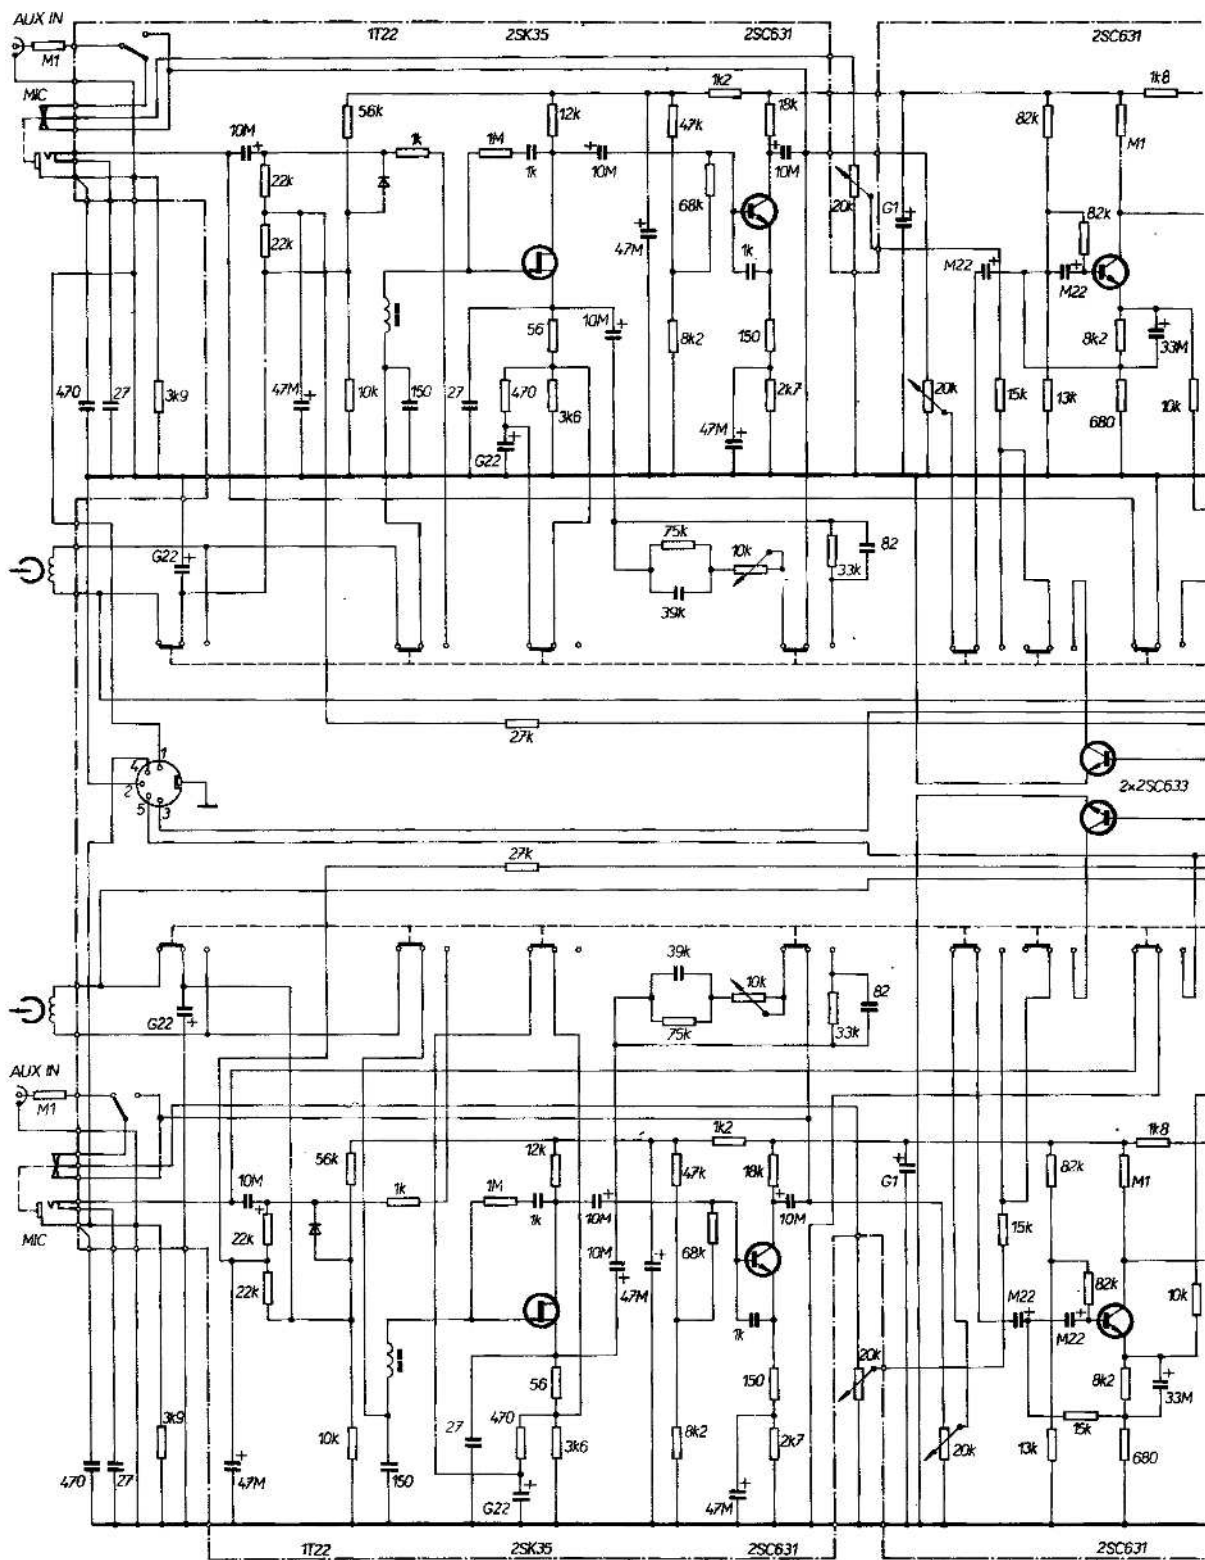 AUX IN
1T22 2SK35 2SC631 2SC631
M1
MIC
1k2 1k8
56k 12k 47k 18k 82k M1
10M 1k 1M 1k 10M 10M
22k 68k 20k G1 82k
22k 47M 1k M22 M22
10M 56 8k2 150 8k2 33M
470 27 3k9 47M 10k 150 27 470 3k6 2k7 20k 15k 13k 680 10k
G22 47M
75k 10k 82
G22 33k
39k
27k
4 1
2
5 3
2x2SC633
27k
39k 10k 82
G22 75k 33k
AUX IN
M1
1k2 1k8
56k 12k 47k 18k G1 82k M1
10M 1k 1M 1k 10M 10M
MIC
22k 10M 68k 15k
22k 47M 1k M22 M22 82k 10k
56 150 20k 8k2 33M
3k9 10k 27 470 3k6 8k2 2k7 20k 13k 15k 680
470 27 47M 150 G22 47M
1T22 2SK35 2SC631 2SC631